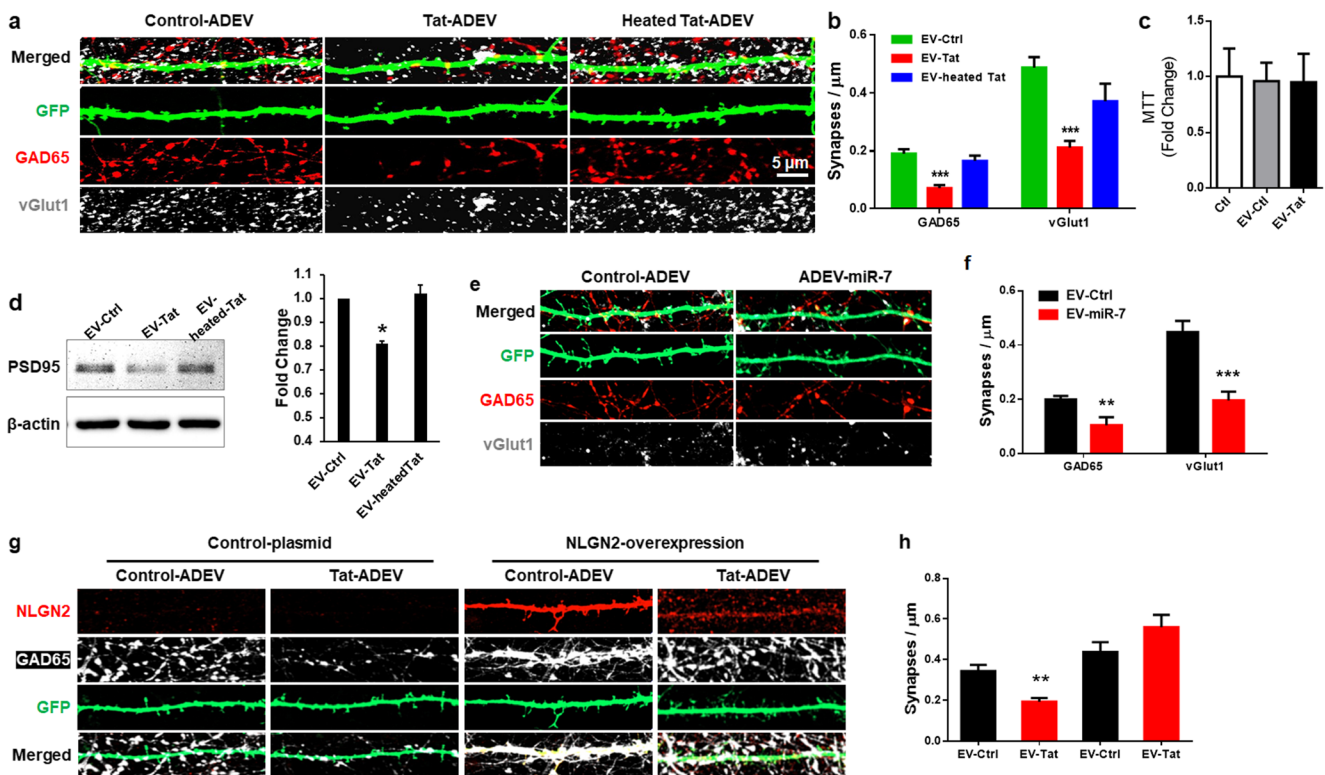 a
Control-ADEV
Tat-ADEV
Heated Tat-ADEV
Merged
GFP
GAD65
5 µm
vGlut1
b
EV-Ctrl
EV-Tat
EV-heated Tat
Synapses / µm
0.6
0.4
0.2
0.0
***
***
GAD65
vGlut1
c
MTT
(Fold Change)
1.5
1.0
0.5
0.0
Ctl
EV-Ctl
EV-Tat
d
EV-Ctrl
EV-Tat
EV-
heated-Tat
PSD95
β-actin
Fold Change
1.1
1.0
0.9
0.8
0.7
0.6
0.5
0.4
*
EV-Ctrl
EV-Tat
EV-heatedTat
e
Control-ADEV
ADEV-miR-7
Merged
GFP
GAD65
vGlut1
f
EV-Ctrl
EV-miR-7
Synapses / µm
0.6
0.4
0.2
0.0
**
***
GAD65
vGlut1
g
Control-plasmid
NLGN2-overexpression
Control-ADEV
Tat-ADEV
Control-ADEV
Tat-ADEV
NLGN2
GAD65
GFP
Merged
h
Synapses / µm
0.8
0.6
0.4
0.2
0.0
**
EV-Ctrl
EV-Tat
EV-Ctrl
EV-Tat